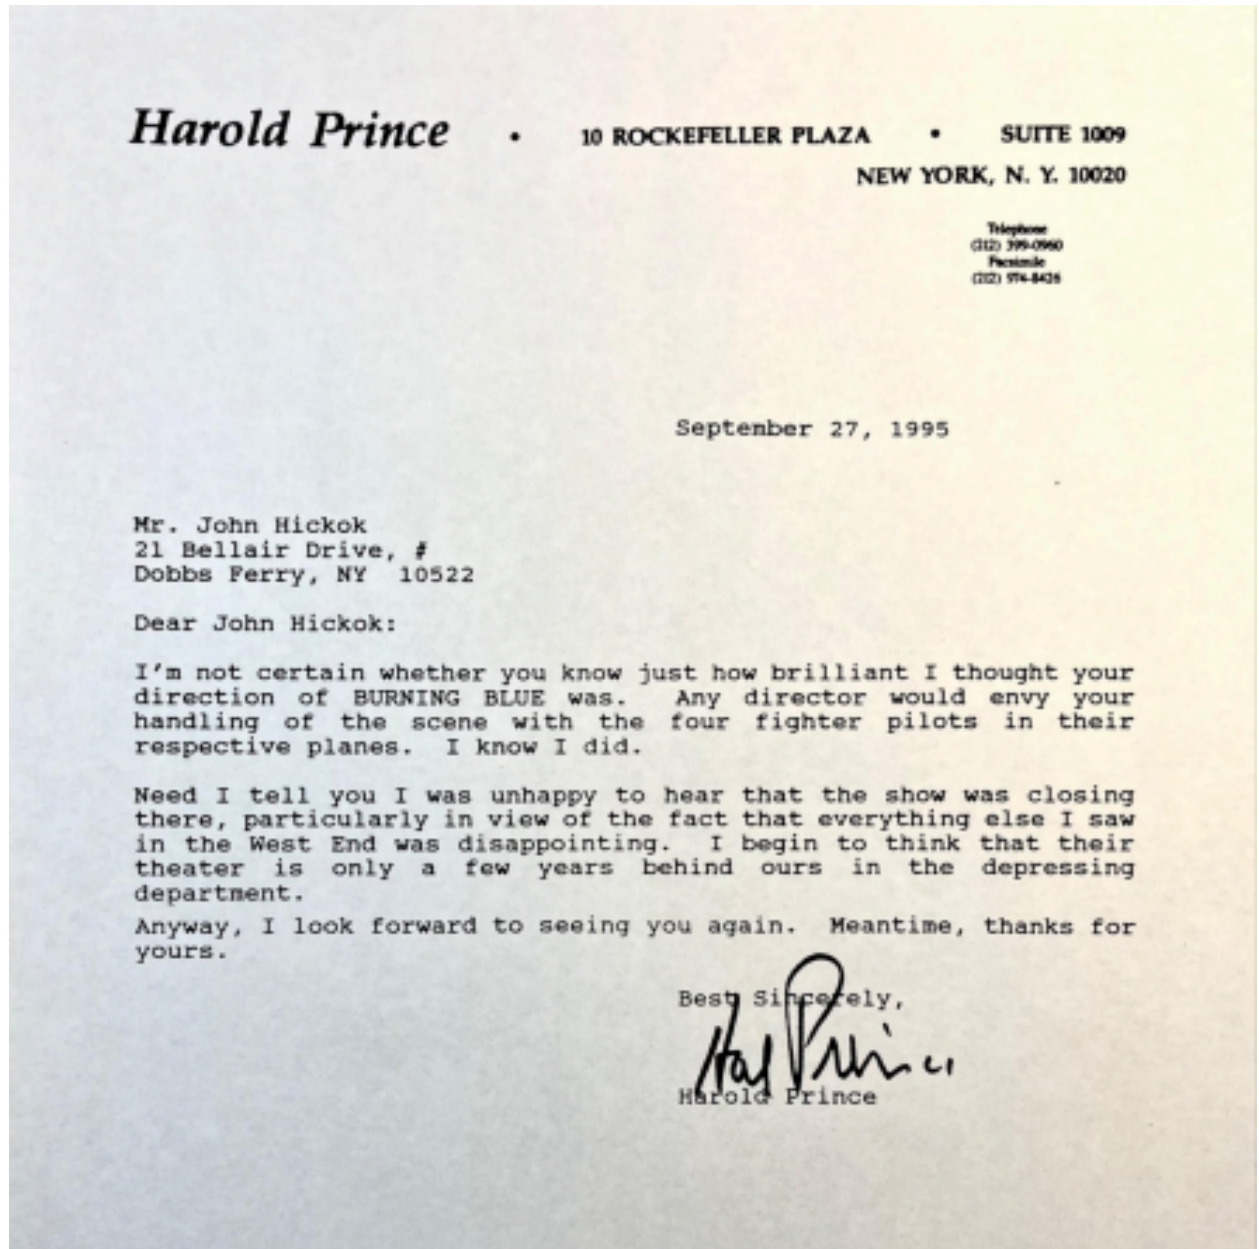 Harold Prince • 10 ROCKEFELLER PLAZA • SUITE 1009
NEW YORK, N. Y. 10020
Telephone
(212) 399-0960
Facsimile
(212) 974-8426
September 27, 1995
Mr. John Hickok
21 Bellair Drive, #
Dobbs Ferry, NY 10522
Dear John Hickok:
I'm not certain whether you know just how brilliant I thought your
direction of BURNING BLUE was. Any director would envy your
handling of the scene with the four fighter pilots in their
respective planes. I know I did.
Need I tell you I was unhappy to hear that the show was closing
there, particularly in view of the fact that everything else I saw
in the West End was disappointing. I begin to think that their
theater is only a few years behind ours in the depressing
department.
Anyway, I look forward to seeing you again. Meantime, thanks for
yours.
Best Sincerely,
Hal Prince
Harold Prince